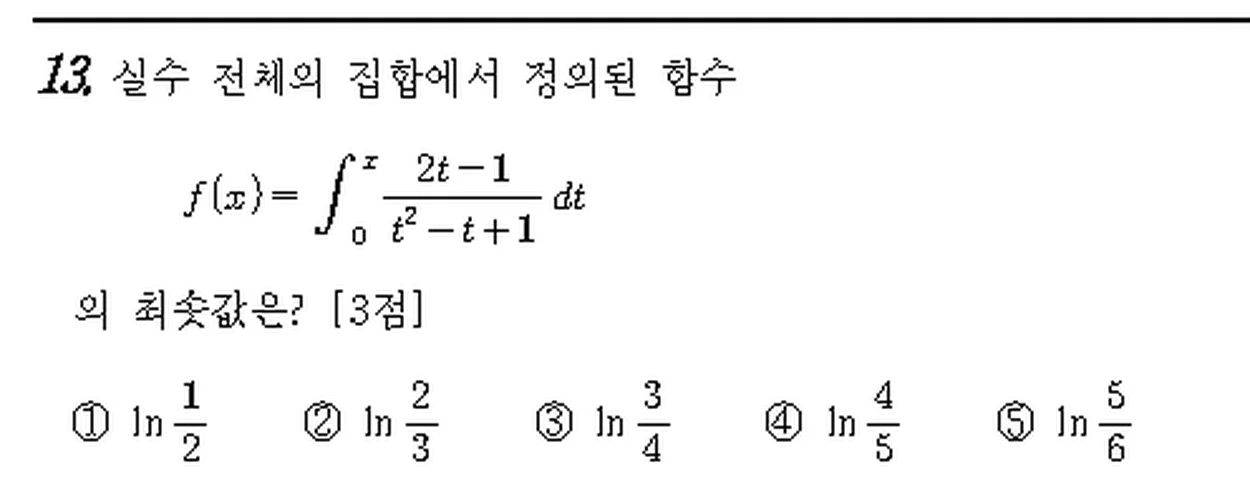 13. 실수 전체의 집합에서 정의된 함수
f(x)=∫₀ˣ (2t−1)/(t²−t+1) dt
의 최솟값은? [3점]
① ln 1/2 ② ln 2/3 ③ ln 3/4 ④ ln 4/5 ⑤ ln 5/6